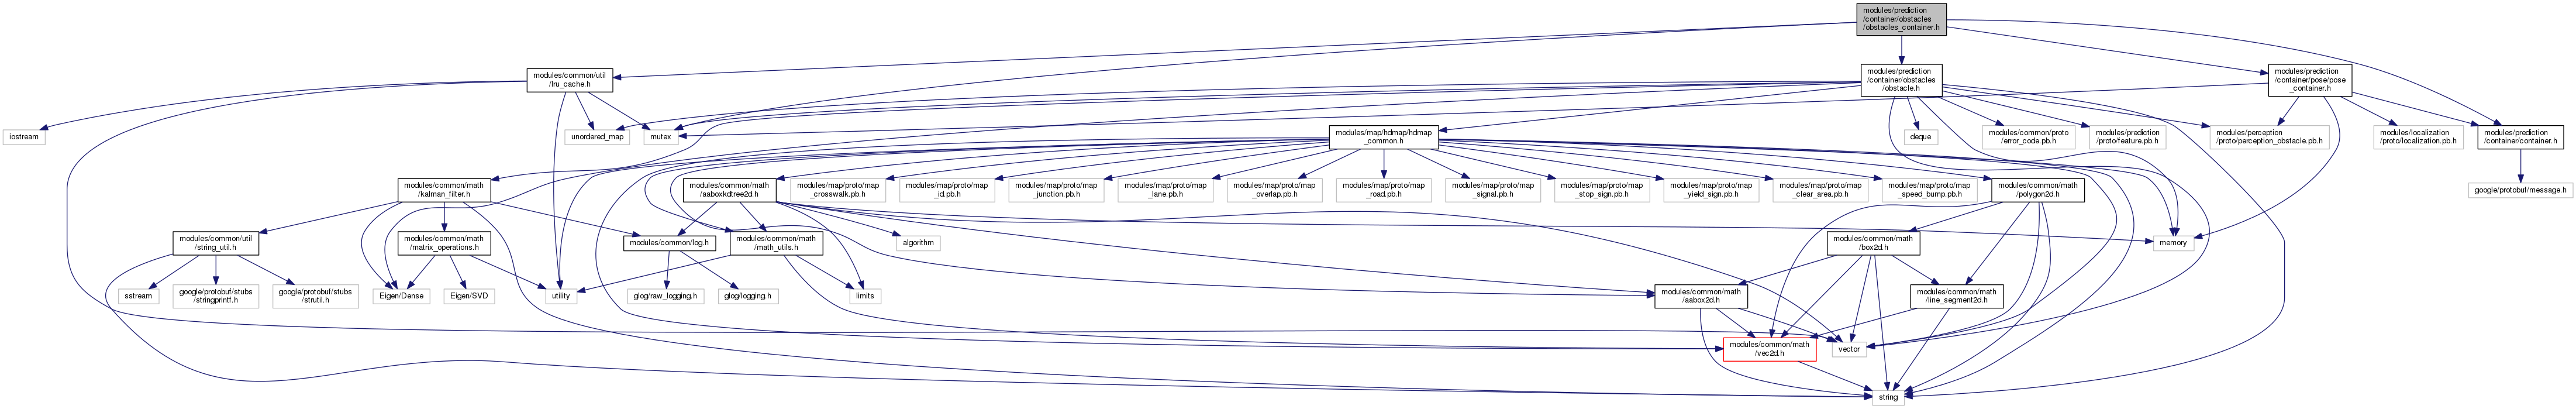 modules/prediction
/container/obstacles
/obstacles_container.h
modules/common/util
/lru_cache.h
modules/prediction
/container/obstacles
/obstacle.h
modules/prediction
/container/pose/pose
_container.h
iostream
unordered_map
mutex
modules/map/hdmap/hdmap
_common.h
deque
modules/common/proto
/error_code.pb.h
modules/prediction
/proto/feature.pb.h
modules/perception
/proto/perception_obstacle.pb.h
modules/localization
/proto/localization.pb.h
modules/prediction
/container/container.h
modules/common/math
/kalman_filter.h
modules/common/math
/aaboxkdtree2d.h
modules/map/proto/map
_crosswalk.pb.h
modules/map/proto/map
_id.pb.h
modules/map/proto/map
_junction.pb.h
modules/map/proto/map
_lane.pb.h
modules/map/proto/map
_overlap.pb.h
modules/map/proto/map
_road.pb.h
modules/map/proto/map
_signal.pb.h
modules/map/proto/map
_stop_sign.pb.h
modules/map/proto/map
_yield_sign.pb.h
modules/map/proto/map
_clear_area.pb.h
modules/map/proto/map
_speed_bump.pb.h
modules/common/math
/polygon2d.h
google/protobuf/message.h
modules/common/util
/string_util.h
modules/common/math
/matrix_operations.h
modules/common/log.h
modules/common/math
/math_utils.h
algorithm
modules/common/math
/box2d.h
memory
sstream
google/protobuf/stubs
/stringprintf.h
google/protobuf/stubs
/strutil.h
Eigen/Dense
Eigen/SVD
utility
glog/raw_logging.h
glog/logging.h
limits
modules/common/math
/aabox2d.h
modules/common/math
/line_segment2d.h
modules/common/math
/vec2d.h
vector
string